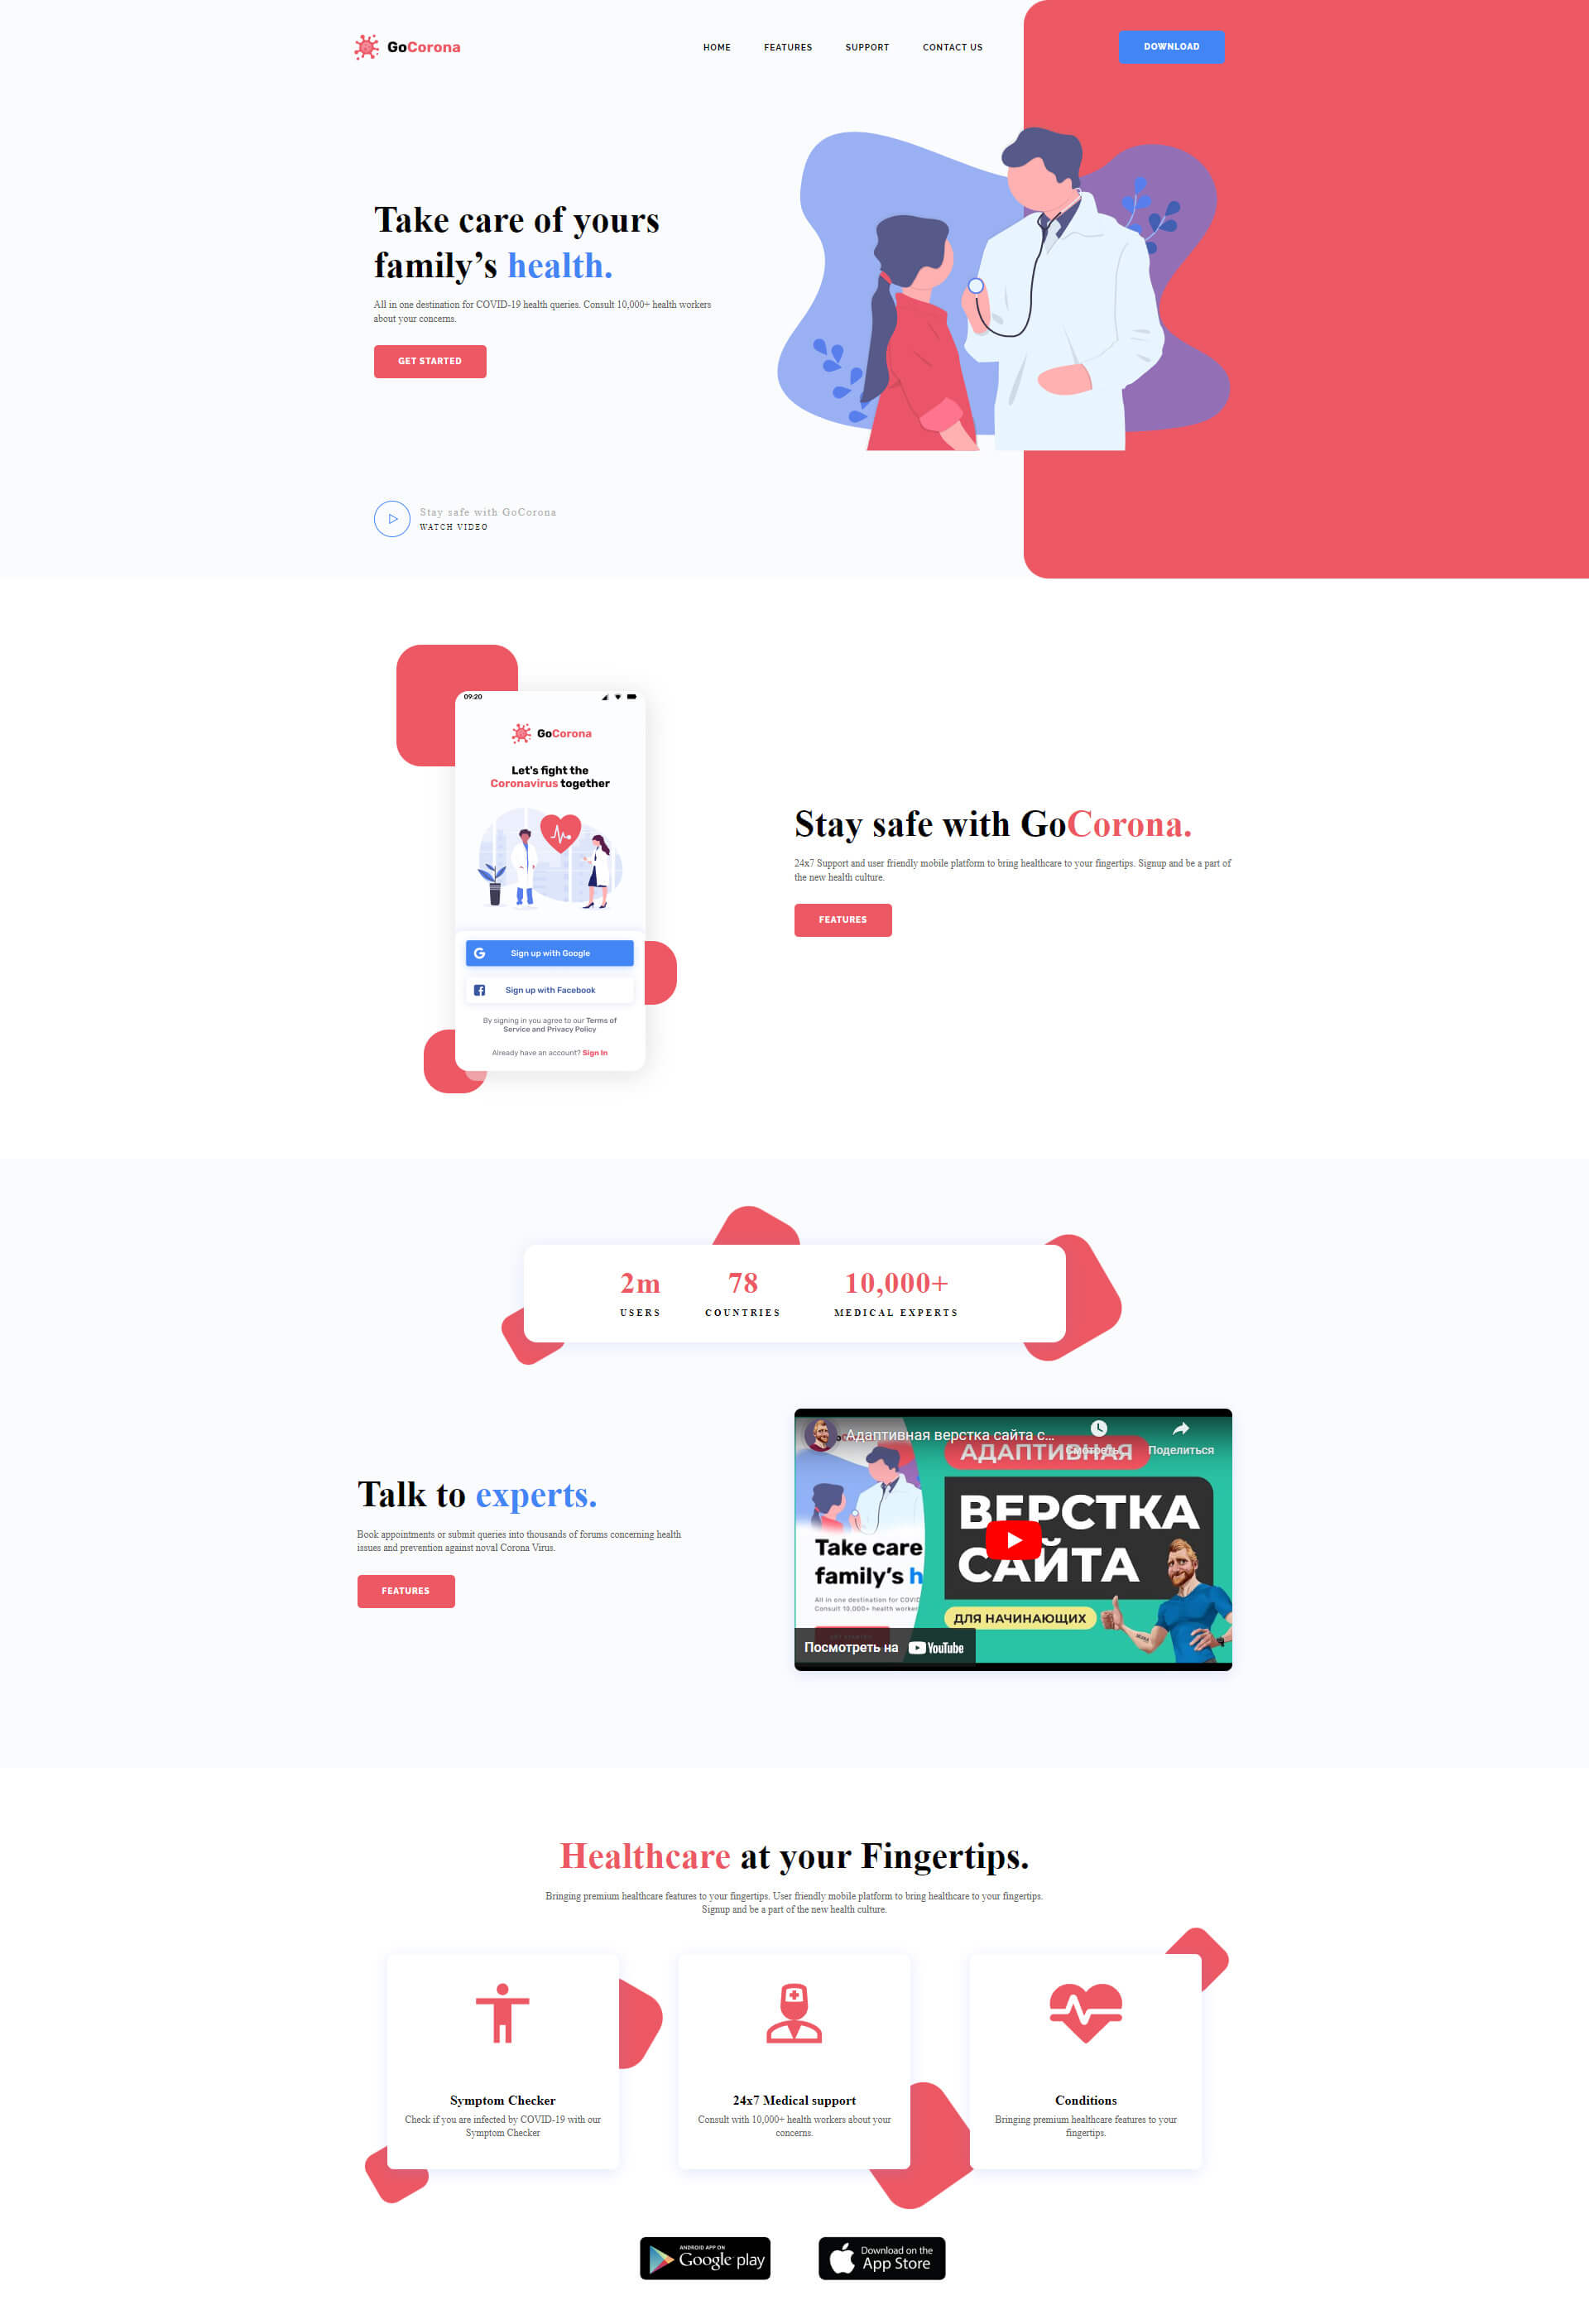 GoCorona
HOME
FEATURES
SUPPORT
CONTACT US
DOWNLOAD
Take care of yours
family’s health.
All in one destination for COVID-19 health queries. Consult 10,000+ health workers
about your concerns.
GET STARTED
Stay safe with GoCorona
WATCH VIDEO
09:20
GoCorona
Let's fight the
Coronavirus together
Sign up with Google
Sign up with Facebook
By signing in you agree to our Terms of
Service and Privacy Policy
Already have an account? Sign In
Stay safe with GoCorona.
24x7 Support and user friendly mobile platform to bring healthcare to your fingertips. Signup and be a part of
the new health culture.
FEATURES
2m
USERS
78
COUNTRIES
10,000+
MEDICAL EXPERTS
Talk to experts.
Book appointments or submit queries into thousands of forums concerning health
issues and prevention against noval Corona Virus.
FEATURES
Адаптивная верстка сайта с...
Смотреть...
Поделиться
АДАПТИВНАЯ
ВЕРСТКА
САЙТА
ДЛЯ НАЧИНАЮЩИХ
Take care
family’s h
All in one destination for COVID
Consult 10,000+ health worker
Посмотреть на YouTube
Healthcare at your Fingertips.
Bringing premium healthcare features to your fingertips. User friendly mobile platform to bring healthcare to your fingertips.
Signup and be a part of the new health culture.
Symptom Checker
Check if you are infected by COVID-19 with our
Symptom Checker
24x7 Medical support
Consult with 10,000+ health workers about your
concerns.
Conditions
Bringing premium healthcare features to your
fingertips.
ANDROID APP ON
Google play
Download on the
App Store